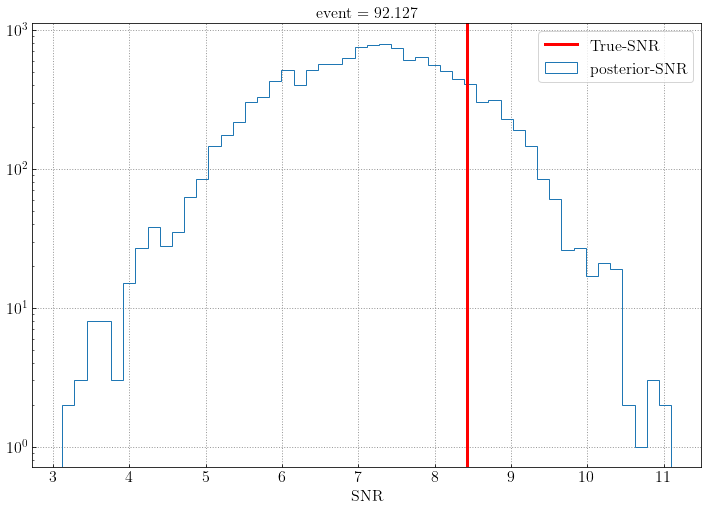 event = 92.127
10³
True-SNR
posterior-SNR
10²
10¹
10⁰
3 4 5 6 7 8 9 10 11
SNR